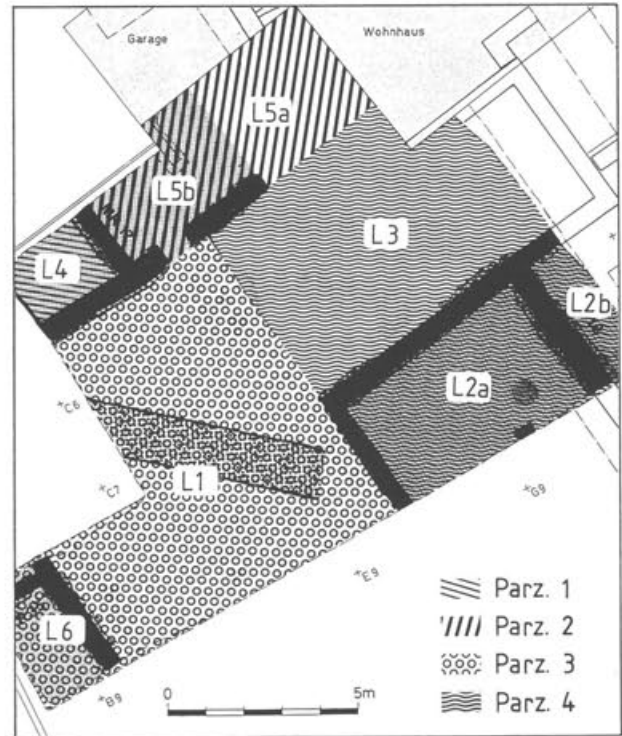 Garage
Wohnhaus
L5a
L5b
L3
L4
L2b
L2a
C6
C7
L1
G9
E9
Parz. 1
Parz. 2
L6
Parz. 3
B9
0 5m
Parz. 4